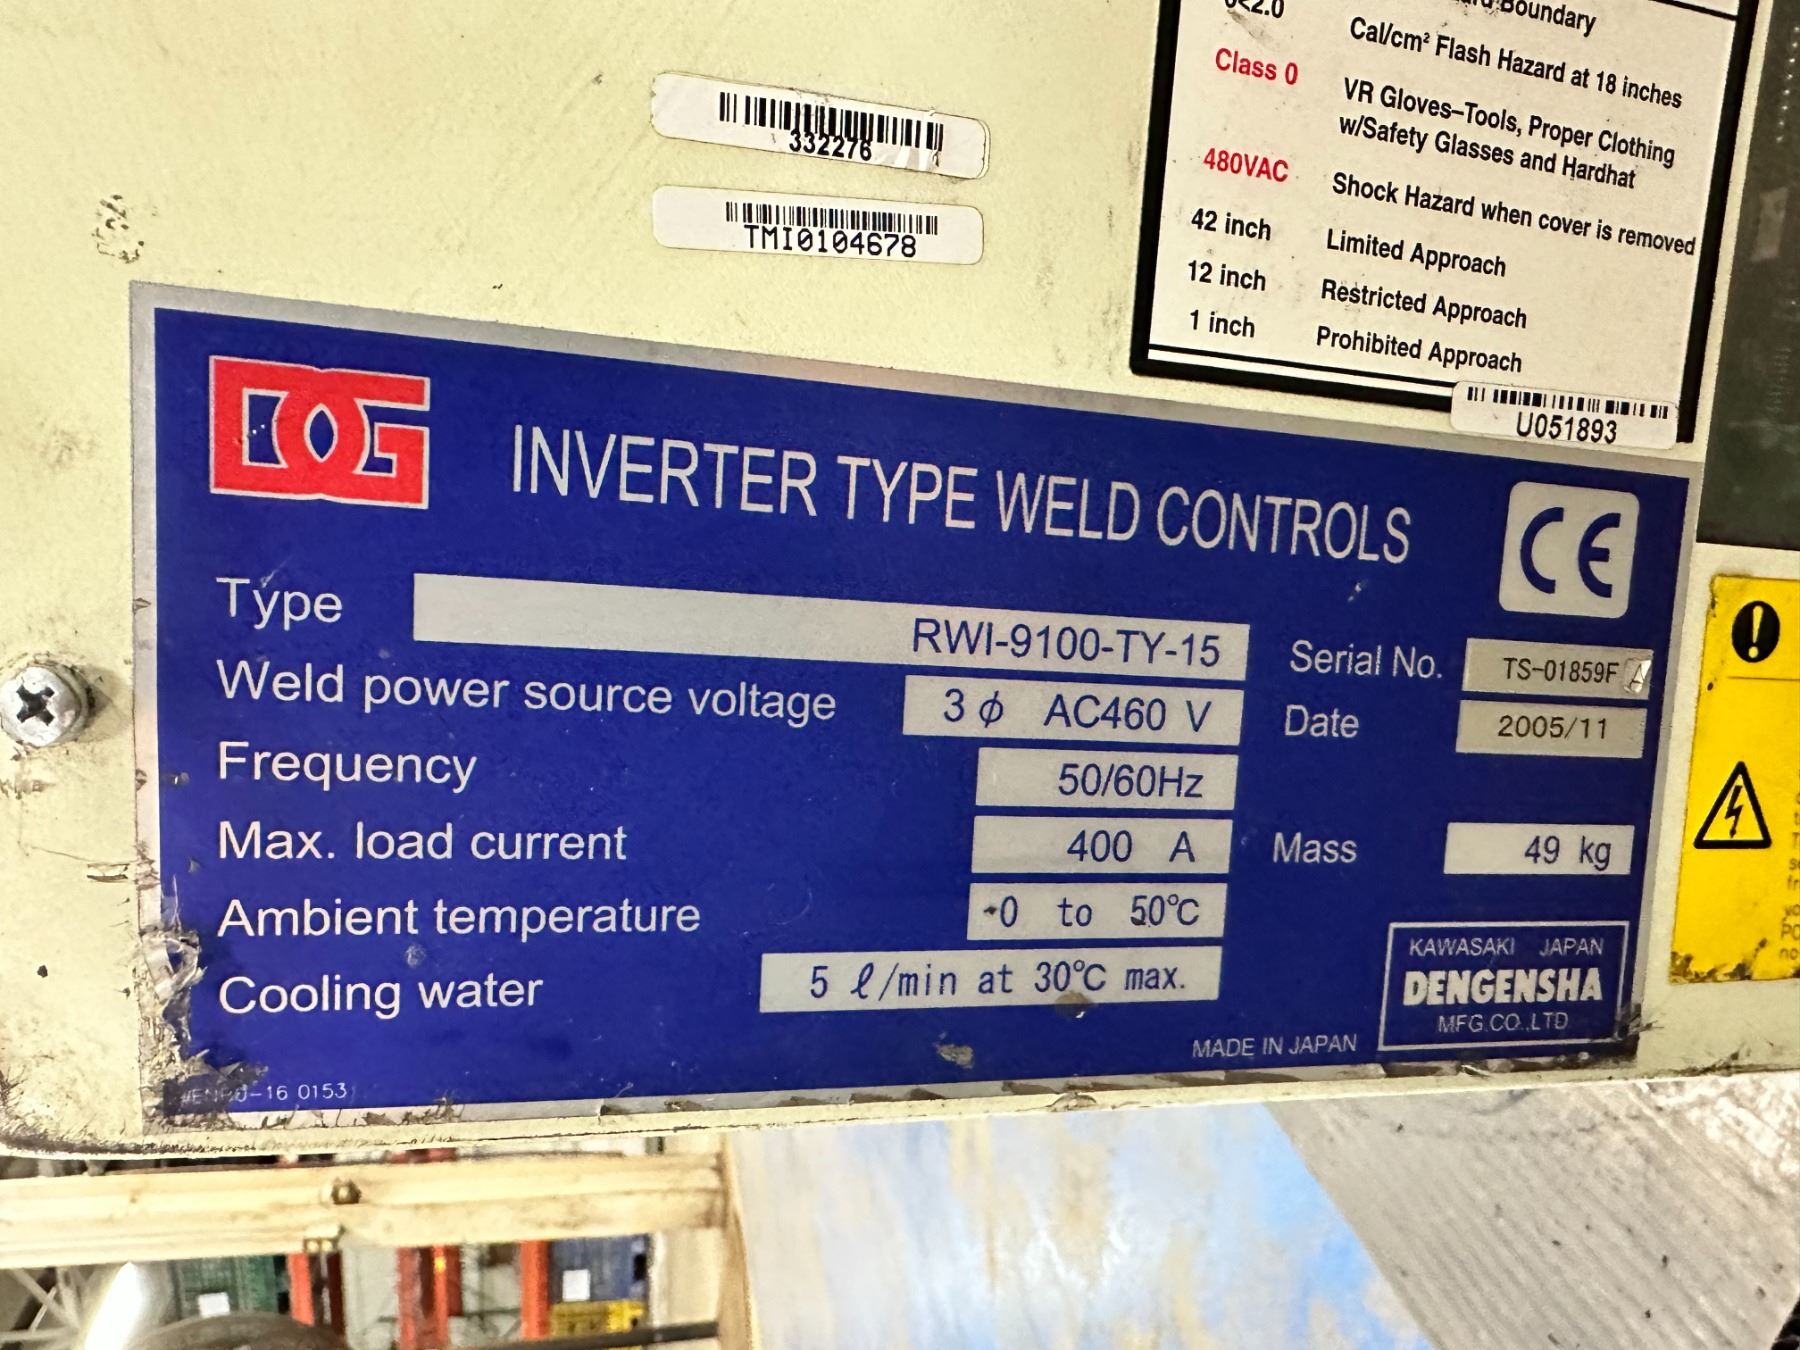 Boundary
Cal/cm² Flash Hazard at 18 inches
Class 0 VR Gloves–Tools, Proper Clothing
w/Safety Glasses and Hardhat
480VAC Shock Hazard when cover is removed
42 inch Limited Approach
12 inch Restricted Approach
1 inch Prohibited Approach
U051893
332276
TMI0104678
DG
INVERTER TYPE WELD CONTROLS
CE
Type RWI-9100-TY-15
Serial No. TS-01859F
Weld power source voltage 3 ϕ AC460 V
Date 2005/11
Frequency 50/60Hz
Max. load current 400 A
Mass 49 kg
Ambient temperature -0 to 50℃
Cooling water 5 ℓ/min at 30℃ max.
KAWASAKI JAPAN
DENGENSHA
MFG.CO.,LTD
MADE IN JAPAN
-16 0153